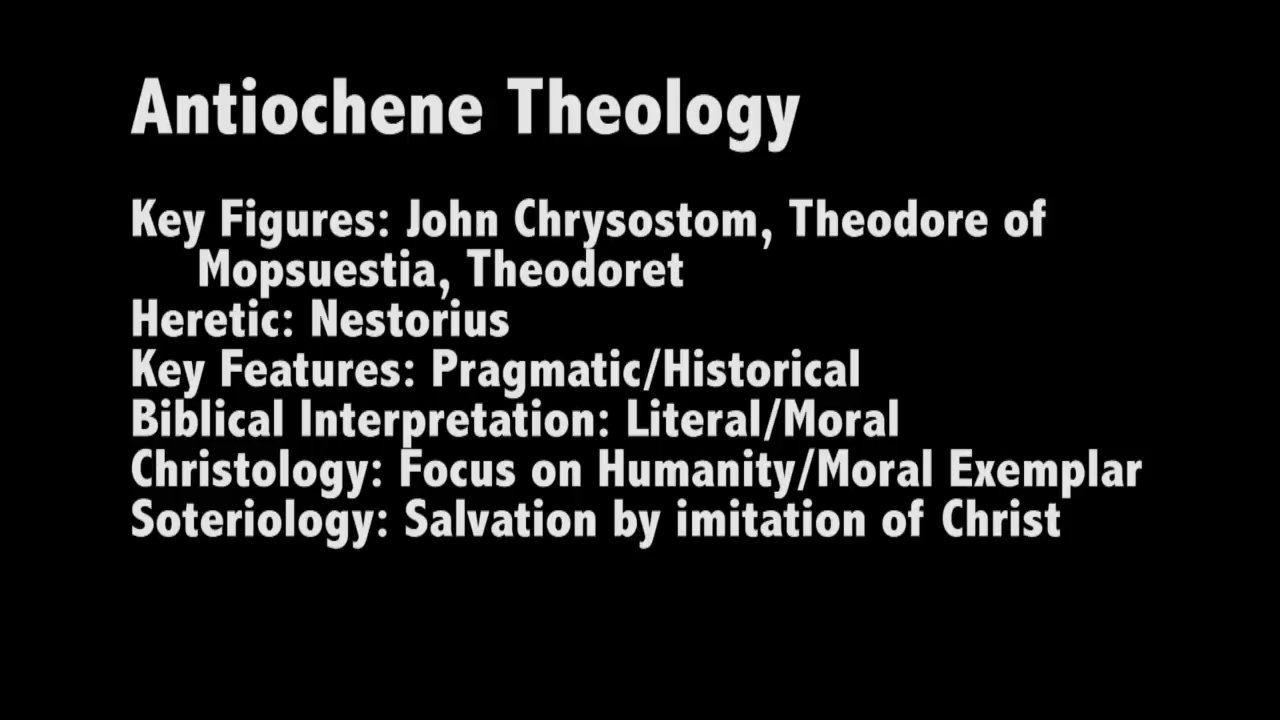 Antiochene Theology
Key Figures: John Chrysostom, Theodore of
Mopsuestia, Theodoret
Heretic: Nestorius
Key Features: Pragmatic/Historical
Biblical Interpretation: Literal/Moral
Christology: Focus on Humanity/Moral Exemplar
Soteriology: Salvation by imitation of Christ